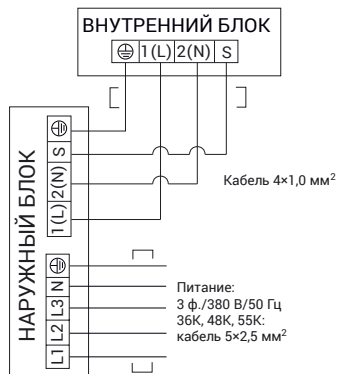 ВНУТРЕННИЙ БЛОК
1(L) 2(N) S
НАРУЖНЫЙ БЛОК
S
2(N)
1(L)
Кабель 4×1,0 мм²
N
L3
L2
L1
Питание:
3 ф./380 В/50 Гц
36K, 48K, 55K:
кабель 5×2,5 мм²